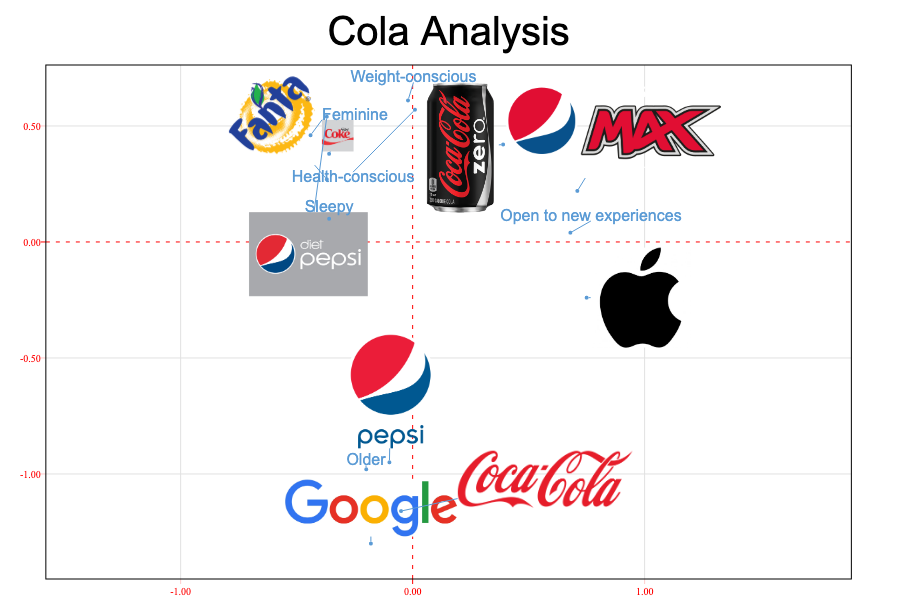 Cola Analysis
Weight-conscious
Fanta
Feminine
Coke
Coca-Cola
zero
MAX
0.50
Health-conscious
Sleepy
Open to new experiences
0.00
diet
pepsi
-0.50
pepsi
Older
Coca-Cola
-1.00
Google
-1.00
0.00
1.00